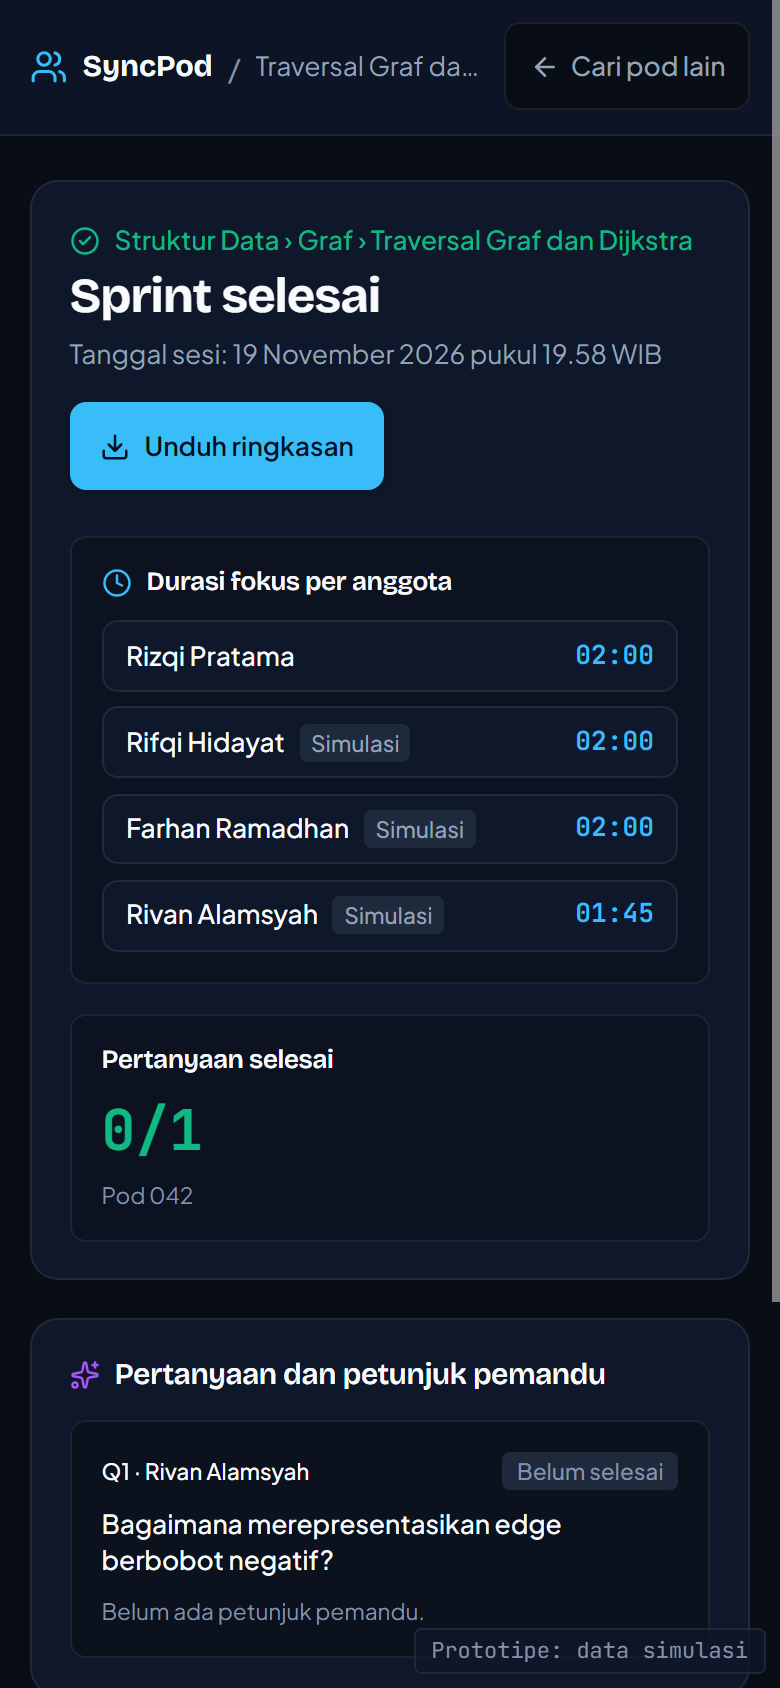 SyncPod / Traversal Graf da...
← Cari pod lain
Struktur Data › Graf › Traversal Graf dan Dijkstra
Sprint selesai
Tanggal sesi: 19 November 2026 pukul 19.58 WIB
Unduh ringkasan
Durasi fokus per anggota
Rizqi Pratama 02:00
Rifqi Hidayat Simulasi 02:00
Farhan Ramadhan Simulasi 02:00
Rivan Alamsyah Simulasi 01:45
Pertanyaan selesai
0/1
Pod 042
Pertanyaan dan petunjuk pemandu
Q1 · Rivan Alamsyah Belum selesai
Bagaimana merepresentasikan edge
berbobot negatif?
Belum ada petunjuk pemandu.
Prototipe: data simulasi